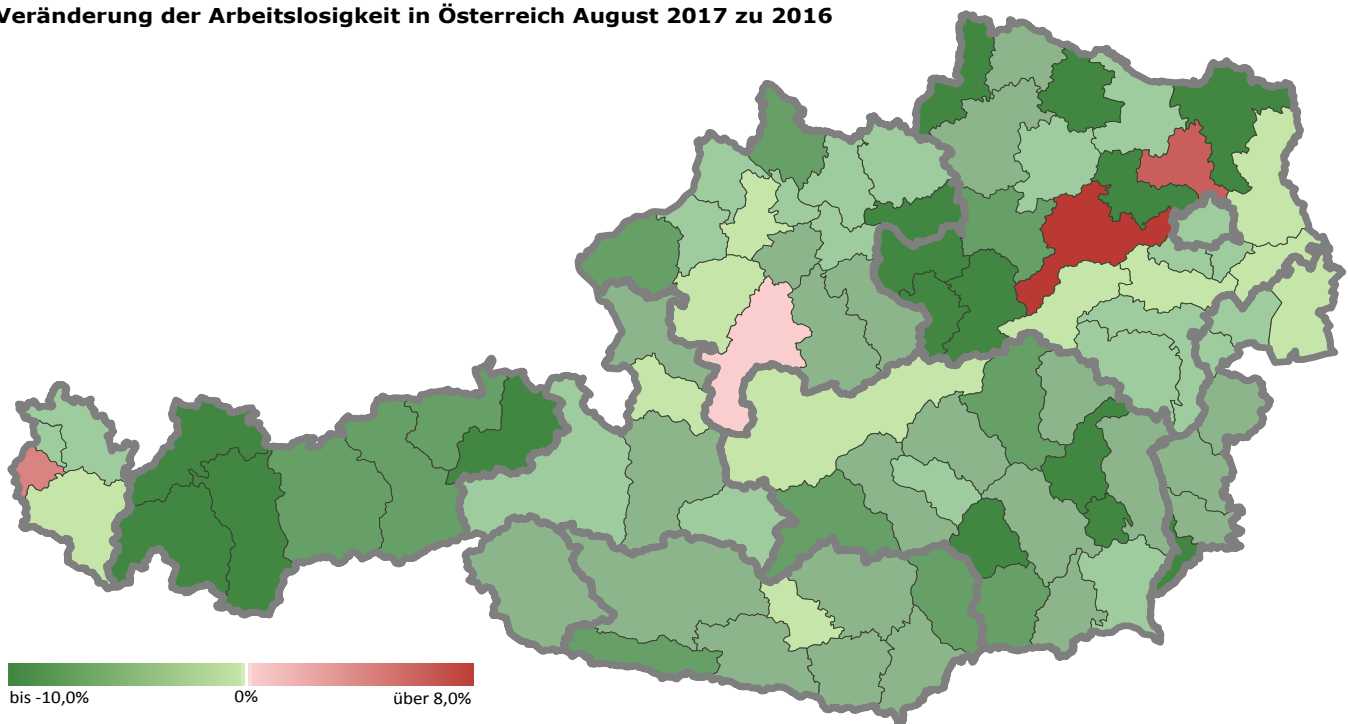 Veränderung der Arbeitslosigkeit in Österreich August 2017 zu 2016
bis -10,0% 0% über 8,0%